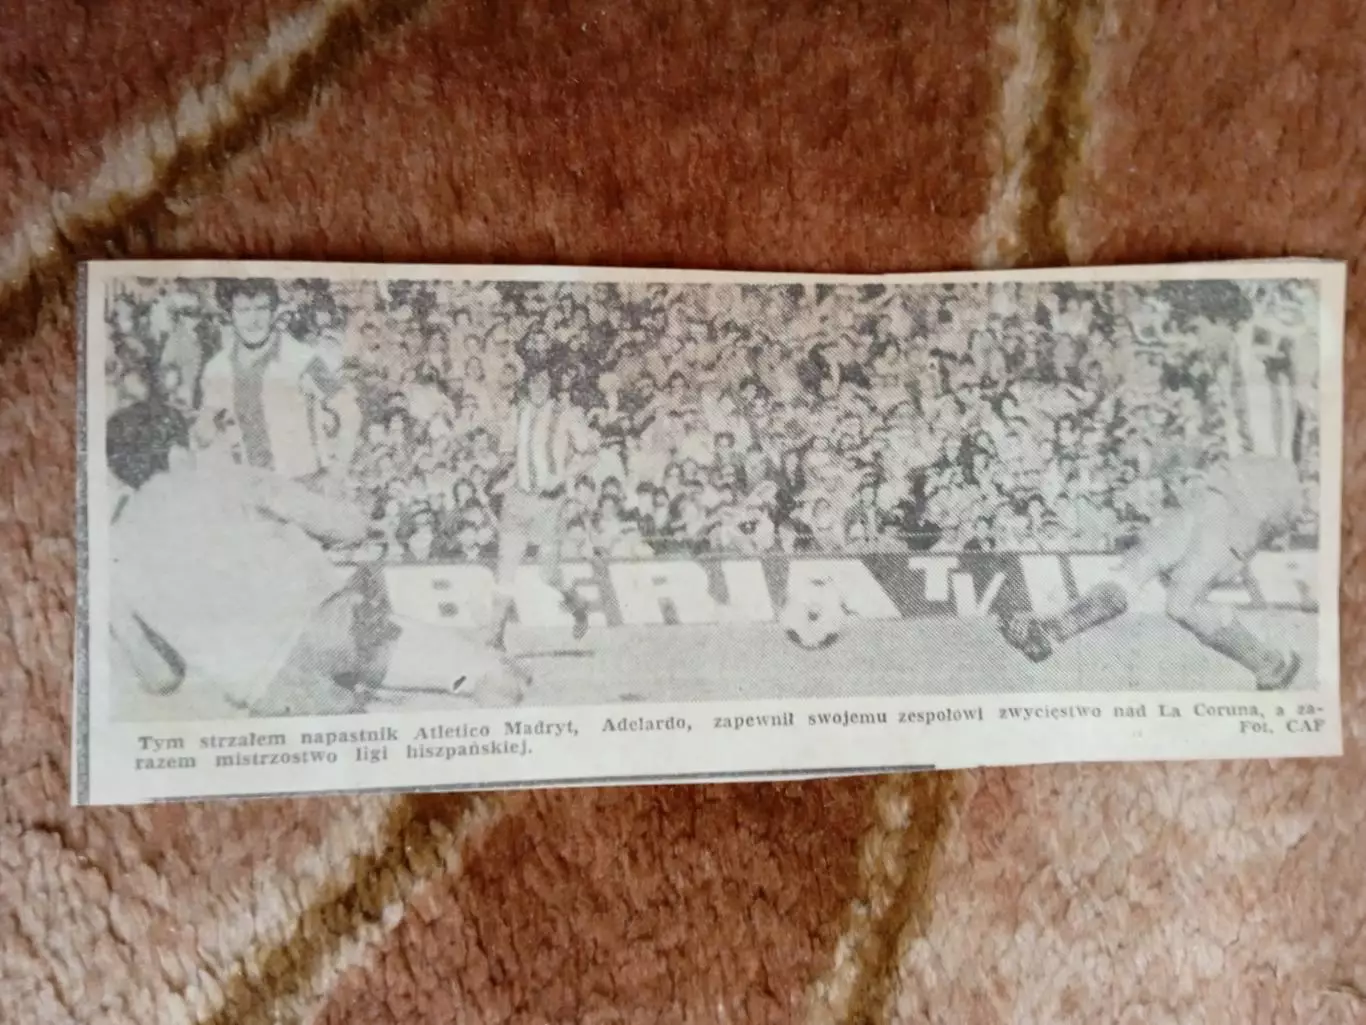 BERIA TV IBER
Tym strzałem napastnik Atletico Madryt, Adelardo, zapewnił swojemu zespołowi zwycięstwo nad La Coruna, a za-
razem mistrzostwo ligi hiszpańskiej.
Fot. CAF